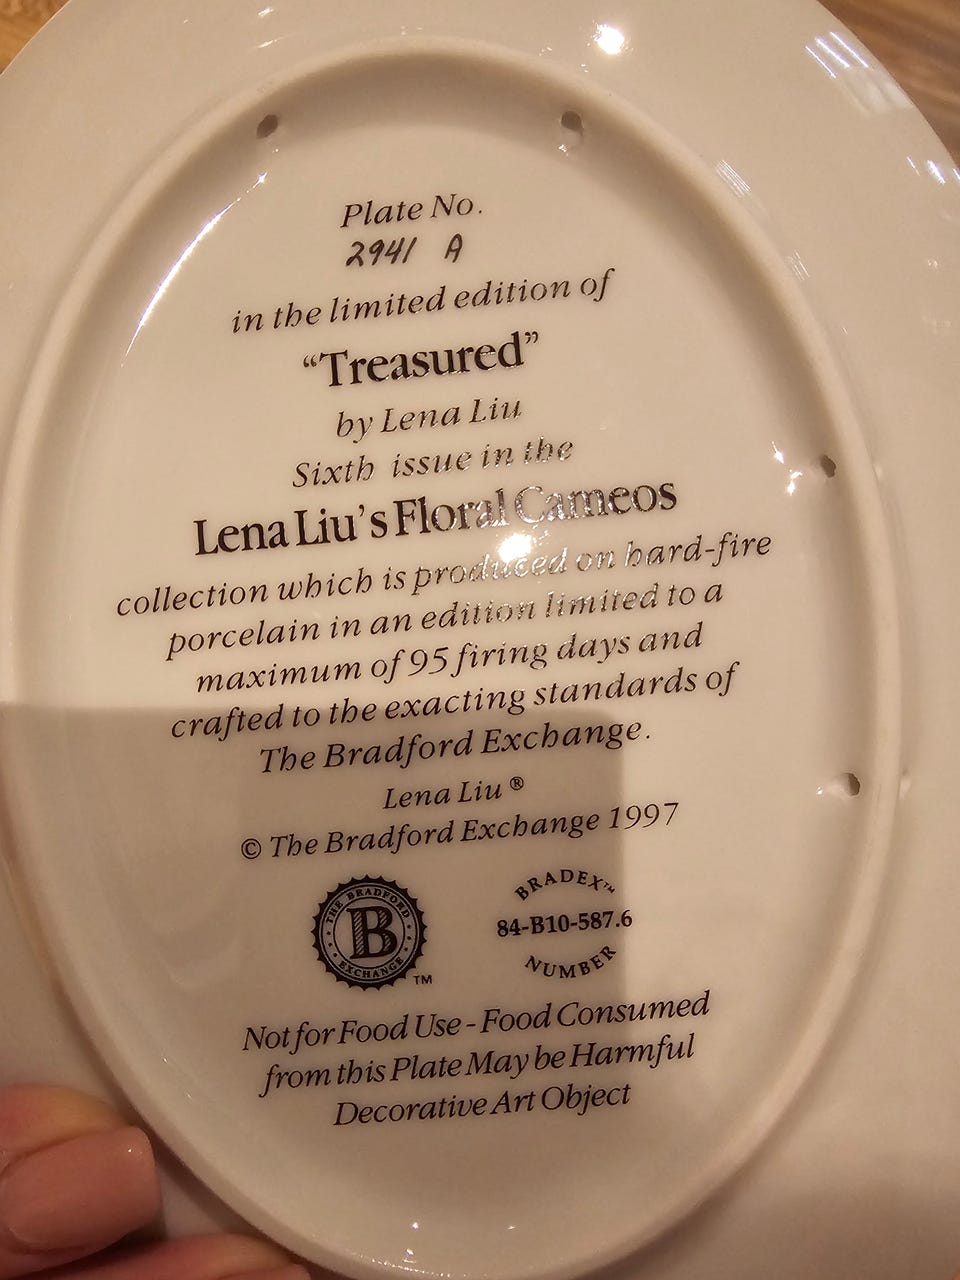 Plate No.
2941 A
in the limited edition of
“Treasured”
by Lena Liu
Sixth issue in the
Lena Liu's Floral Cameos
collection which is produced on hard-fire
porcelain in an edition limited to a
maximum of 95 firing days and
crafted to the exacting standards of
The Bradford Exchange.
Lena Liu ®
© The Bradford Exchange 1997
THE BRADFORD
B
EXCHANGE
TM
BRADEX™
84-B10-587.6
NUMBER
Not for Food Use - Food Consumed
from this Plate May be Harmful
Decorative Art Object